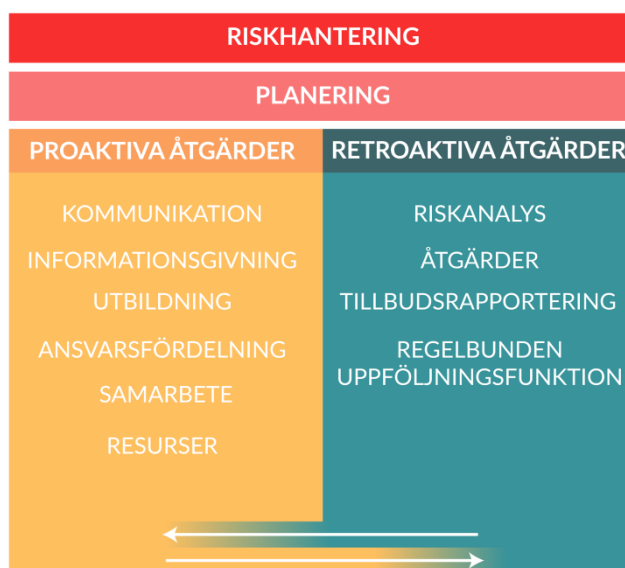 RISKHANTERING
PLANERING
PROAKTIVA ÅTGÄRDER
KOMMUNIKATION
INFORMATIONSGIVNING
UTBILDNING
ANSVARSFÖRDELNING
SAMARBETE
RESURSER
RETROAKTIVA ÅTGÄRDER
RISKANALYS
ÅTGÄRDER
TILLBUDSRAPPORTERING
REGELBUNDEN
UPPFÖLJNINGSFUNKTION